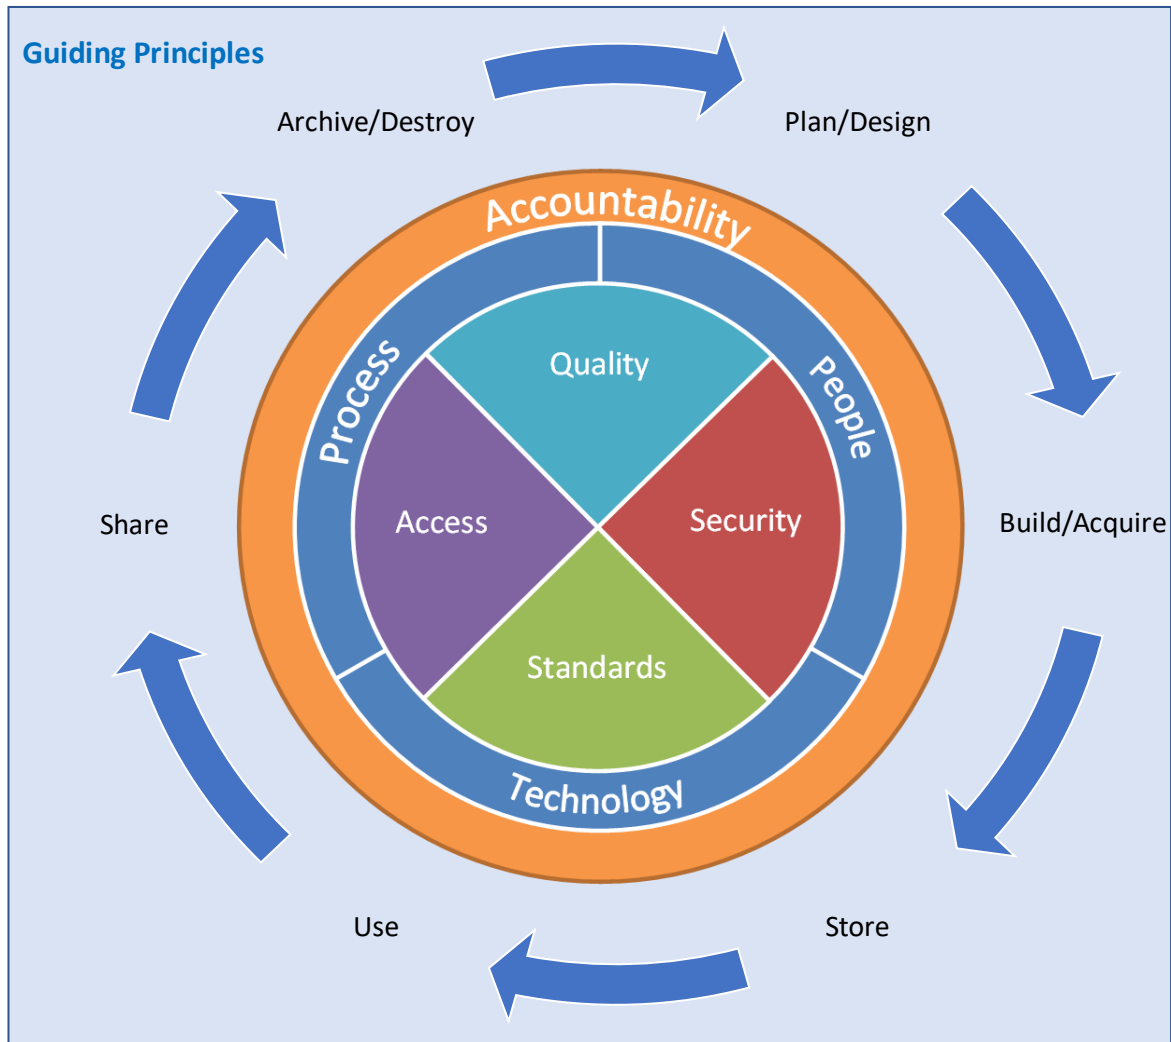 Guiding Principles
Archive/Destroy
Plan/Design
Accountability
Process
People
Quality
Access
Security
Share
Build/Acquire
Standards
Technology
Use
Store